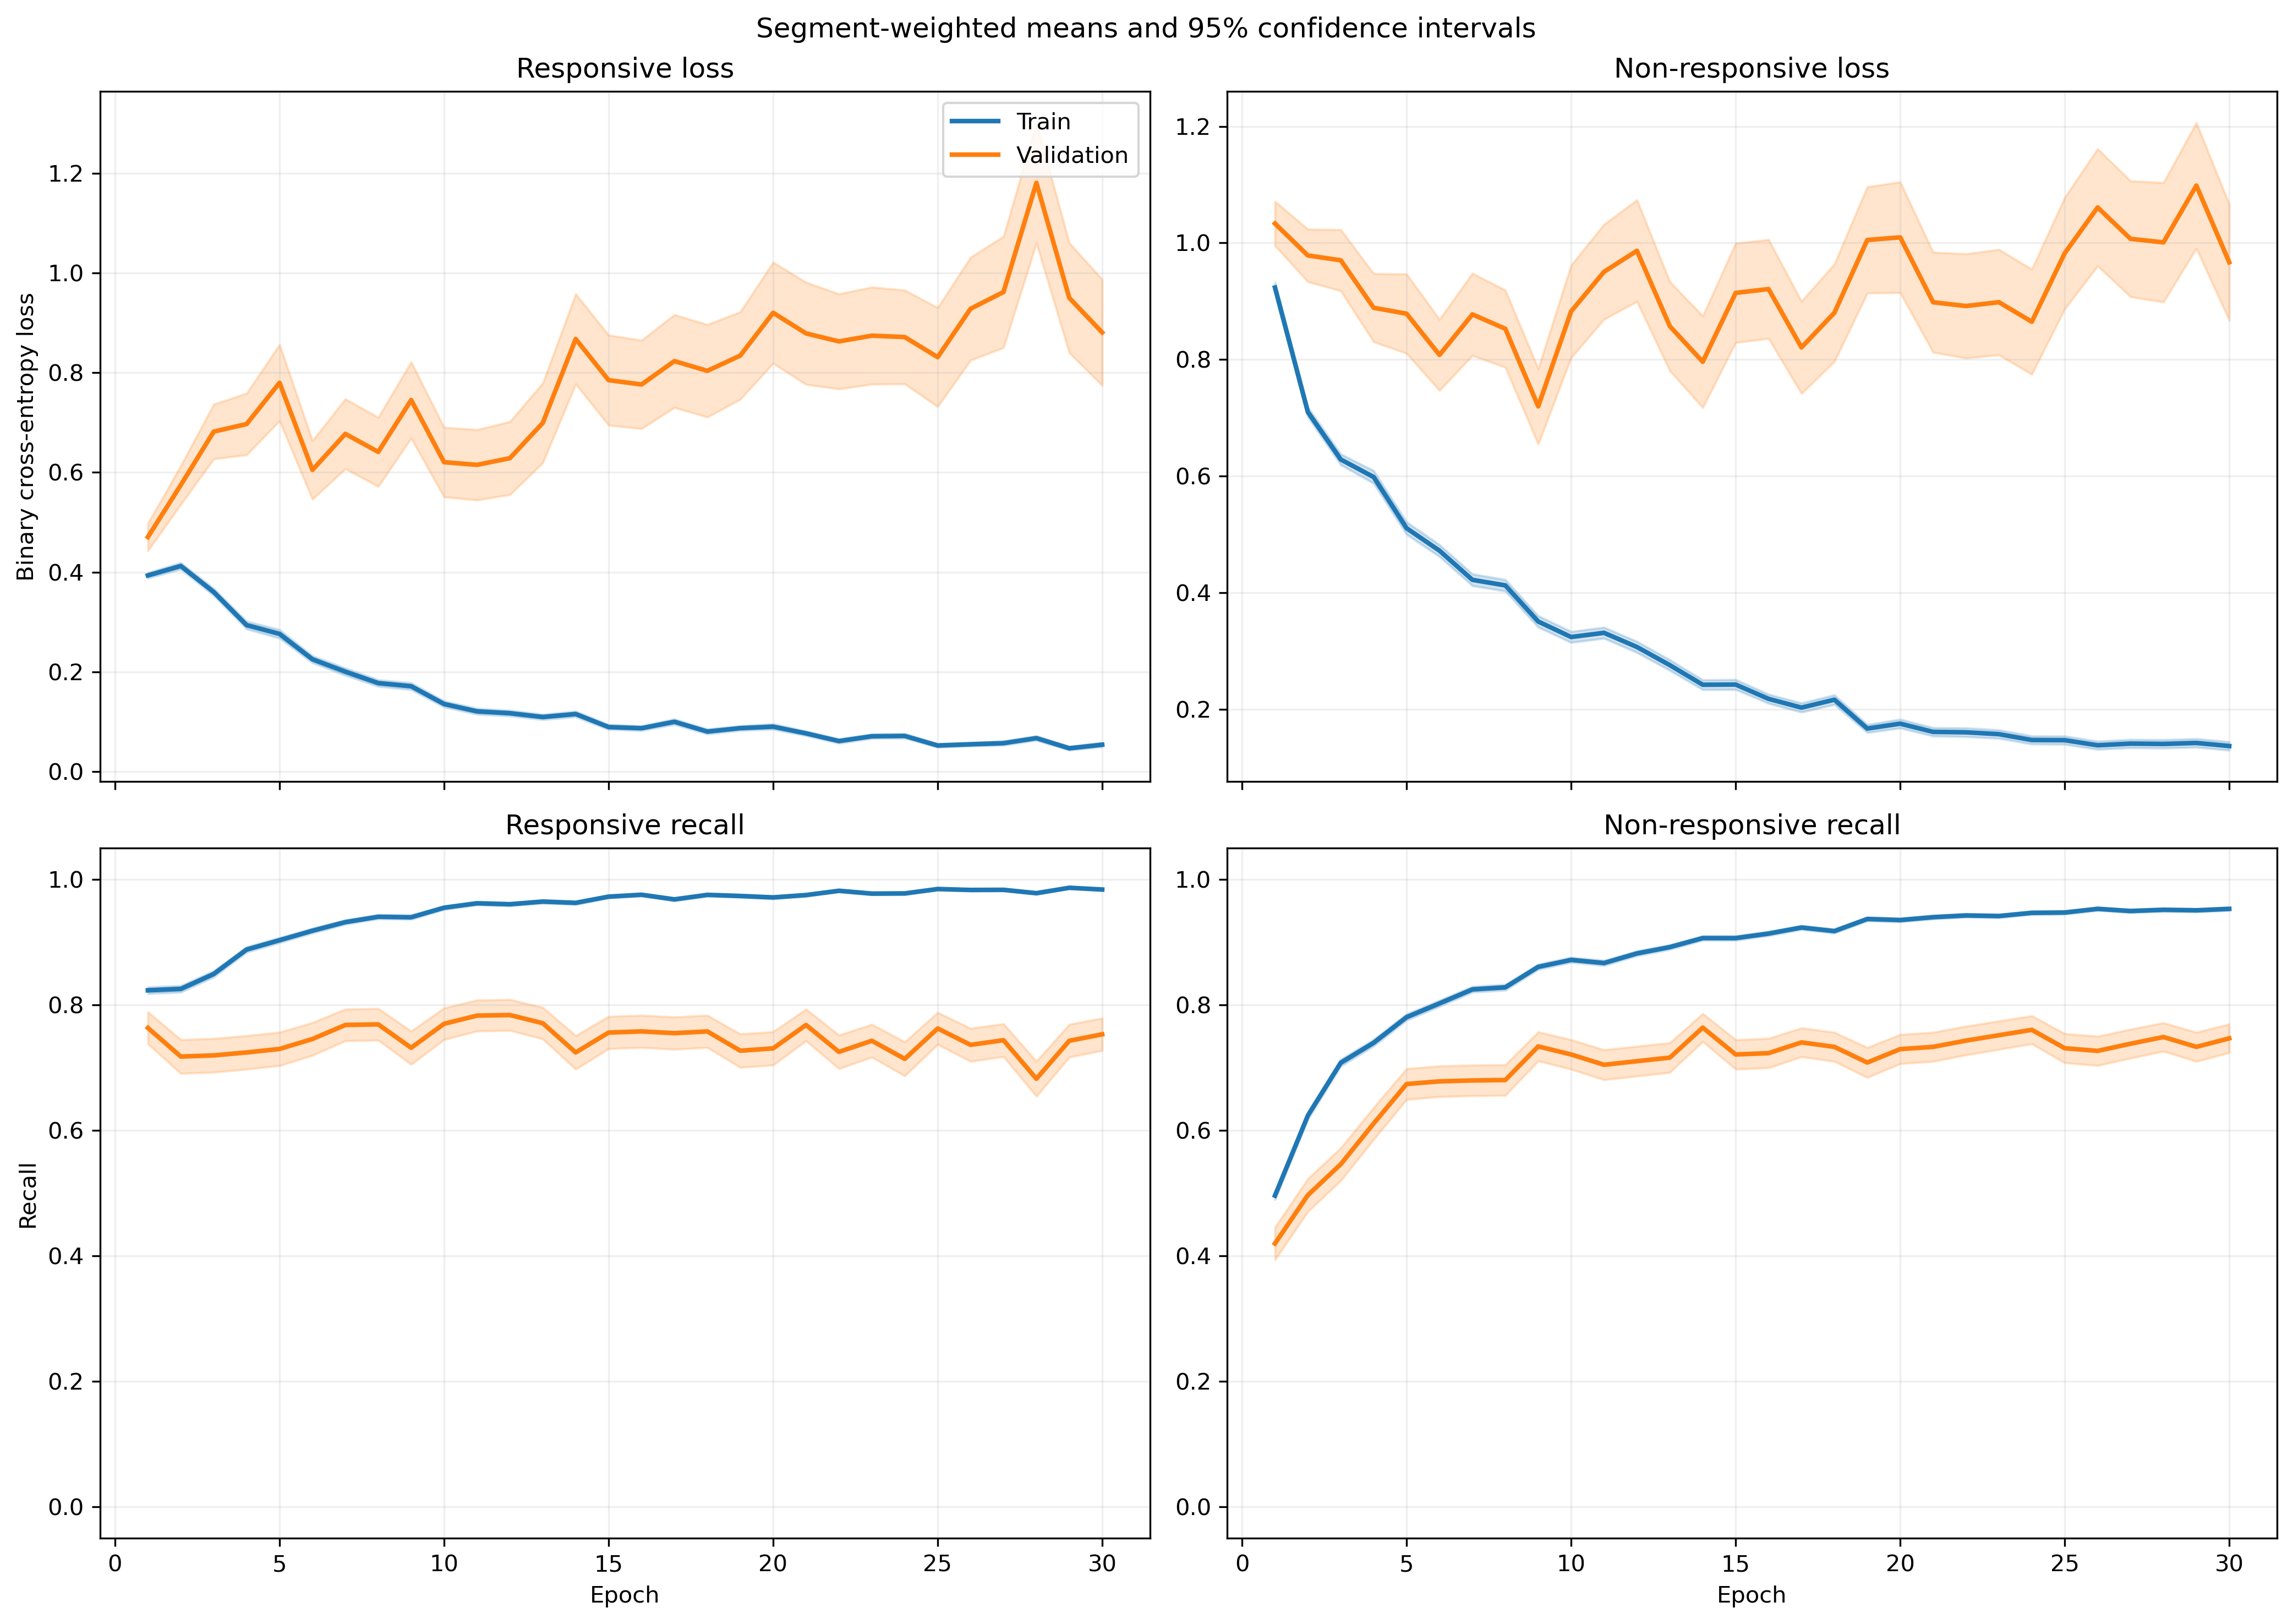 Segment-weighted means and 95% confidence intervals
Responsive loss
Non-responsive loss
Train
Validation
Binary cross-entropy loss
1.2
1.0
0.8
0.6
0.4
0.2
0.0
1.2
1.0
0.8
0.6
0.4
0.2
Responsive recall
Non-responsive recall
Recall
1.0
0.8
0.6
0.4
0.2
0.0
0 5 10 15 20 25 30
Epoch
1.0
0.8
0.6
0.4
0.2
0.0
0 5 10 15 20 25 30
Epoch